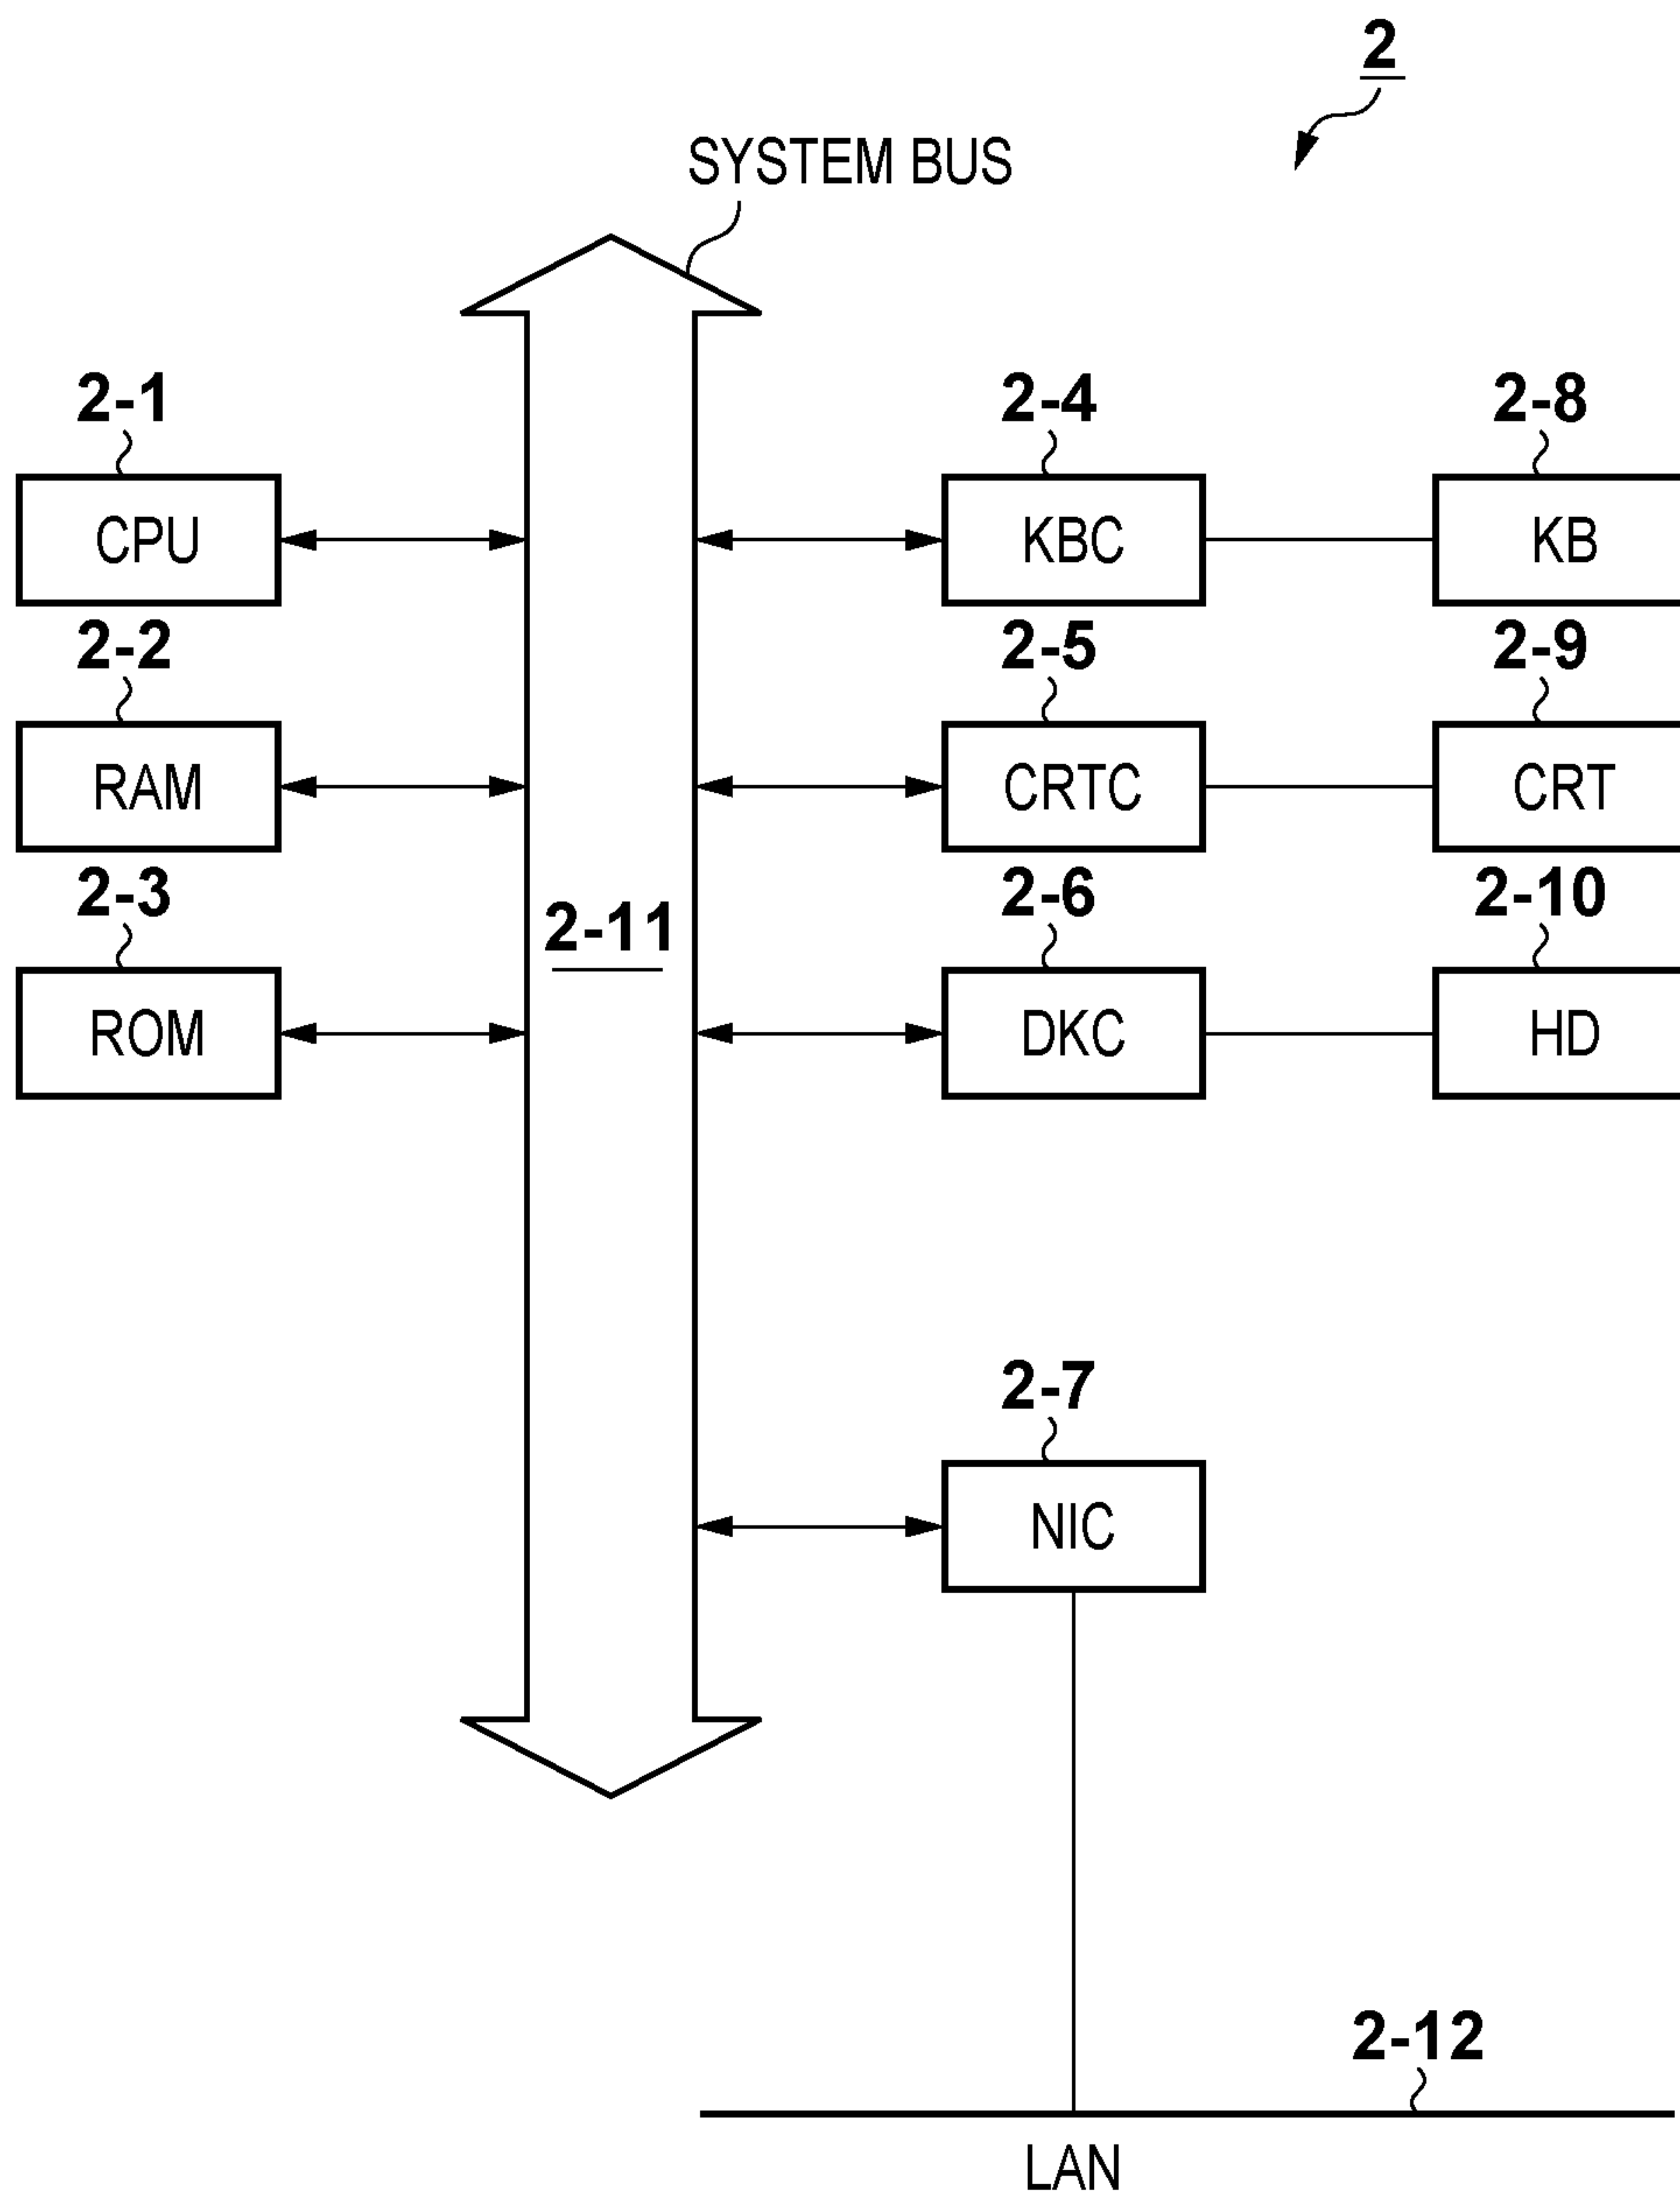 2
SYSTEM BUS
2-1
2-4
2-8
CPU
KBC
KB
2-2
2-5
2-9
RAM
CRTC
CRT
2-3
2-11
2-6
2-10
ROM
DKC
HD
2-7
NIC
2-12
LAN